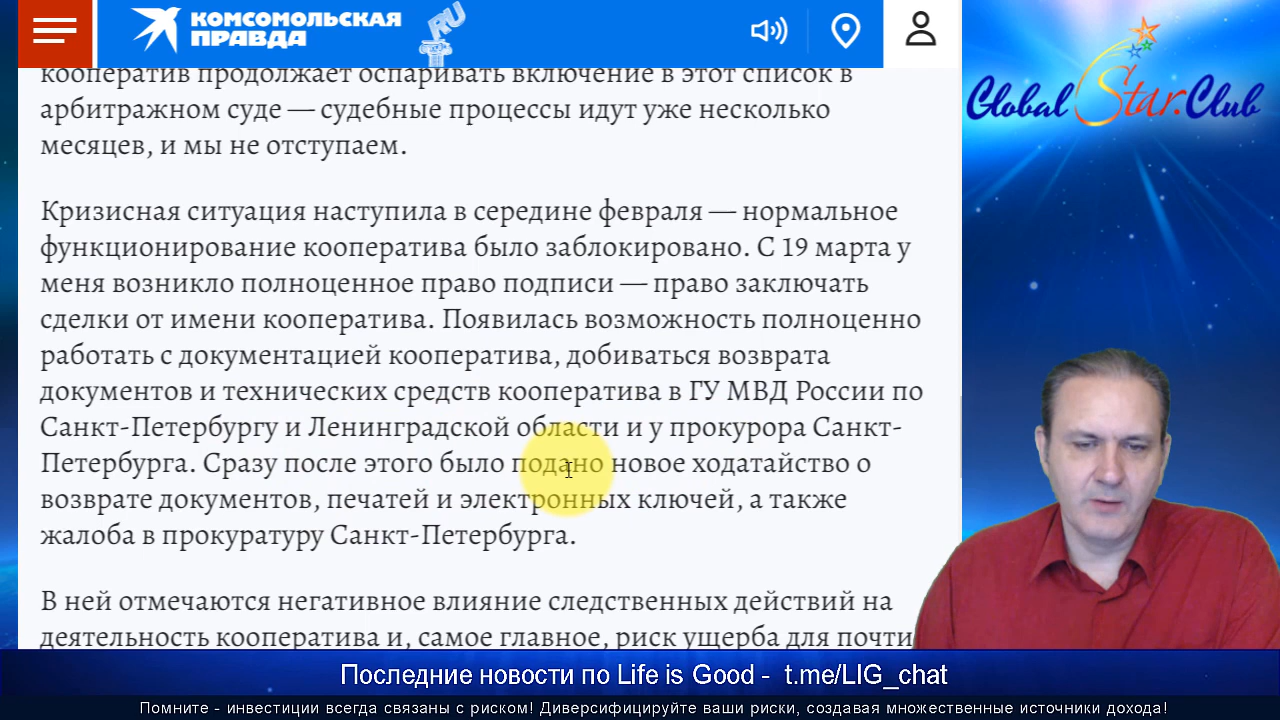 КОМСОМОЛЬСКАЯ
ПРАВДА
.RU
кооператив продолжает оспаривать включение в этот список в
арбитражном суде — судебные процессы идут уже несколько
месяцев, и мы не отступаем.
Кризисная ситуация наступила в середине февраля — нормальное
функционирование кооператива было заблокировано. С 19 марта у
меня возникло полноценное право подписи — право заключать
сделки от имени кооператива. Появилась возможность полноценно
работать с документацией кооператива, добиваться возврата
документов и технических средств кооператива в ГУ МВД России по
Санкт-Петербургу и Ленинградской области и у прокурора Санкт-
Петербурга. Сразу после этого было подано новое ходатайство о
возврате документов, печатей и электронных ключей, а также
жалоба в прокуратуру Санкт-Петербурга.
В ней отмечаются негативное влияние следственных действий на
деятельность кооператива и, самое главное, риск ущерба для почти
Global Star.Club
Последние новости по Life is Good - t.me/LIG_chat
Помните - инвестиции всегда связаны с риском! Диверсифицируйте ваши риски, создавая множественные источники дохода!